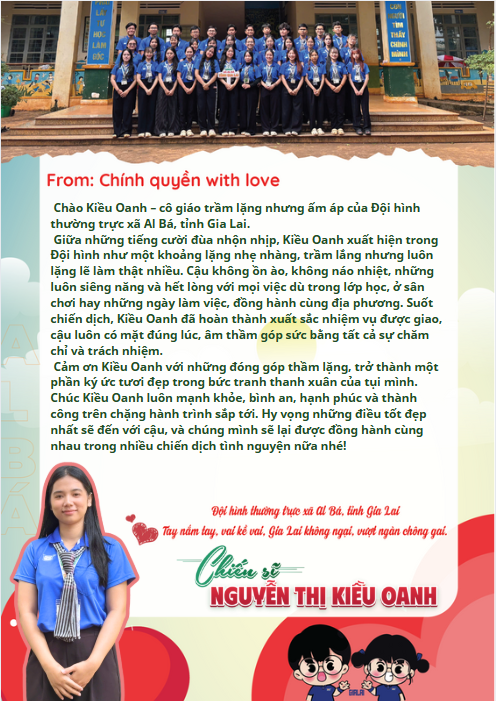 From: Chính quyền with love
Chào Kiều Oanh – cô giáo trầm lặng nhưng ấm áp của Đội hình
thường trực xã Al Bá, tỉnh Gia Lai.
Giữa những tiếng cười đùa nhộn nhịp, Kiều Oanh xuất hiện trong
Đội hình như một khoảng lặng nhẹ nhàng, trầm lắng nhưng luôn
lặng lẽ làm thật nhiều. Cậu không ồn ào, không náo nhiệt, những
luôn siêng năng và hết lòng với mọi việc dù trong lớp học, ở sân
chơi hay những ngày làm việc, đồng hành cùng địa phương. Suốt
chiến dịch, Kiều Oanh đã hoàn thành xuất sắc nhiệm vụ được giao,
cậu luôn có mặt đúng lúc, âm thầm góp sức bằng tất cả sự chăm
chỉ và trách nhiệm.
Cảm ơn Kiều Oanh với những đóng góp thầm lặng, trở thành một
phần ký ức tươi đẹp trong bức tranh thanh xuân của tụi mình.
Chúc Kiều Oanh luôn mạnh khỏe, bình an, hạnh phúc và thành
công trên chặng hành trình sắp tới. Hy vọng những điều tốt đẹp
nhất sẽ đến với cậu, và chúng mình sẽ lại được đồng hành cùng
nhau trong nhiều chiến dịch tình nguyện nữa nhé!
Đội hình thường trực xã Al Bá, tỉnh Gia Lai
Tay nắm tay, vai kề vai, Gia Lai không ngại, vượt ngàn chông gai.
Chiến sĩ
NGUYỄN THỊ KIỀU OANH